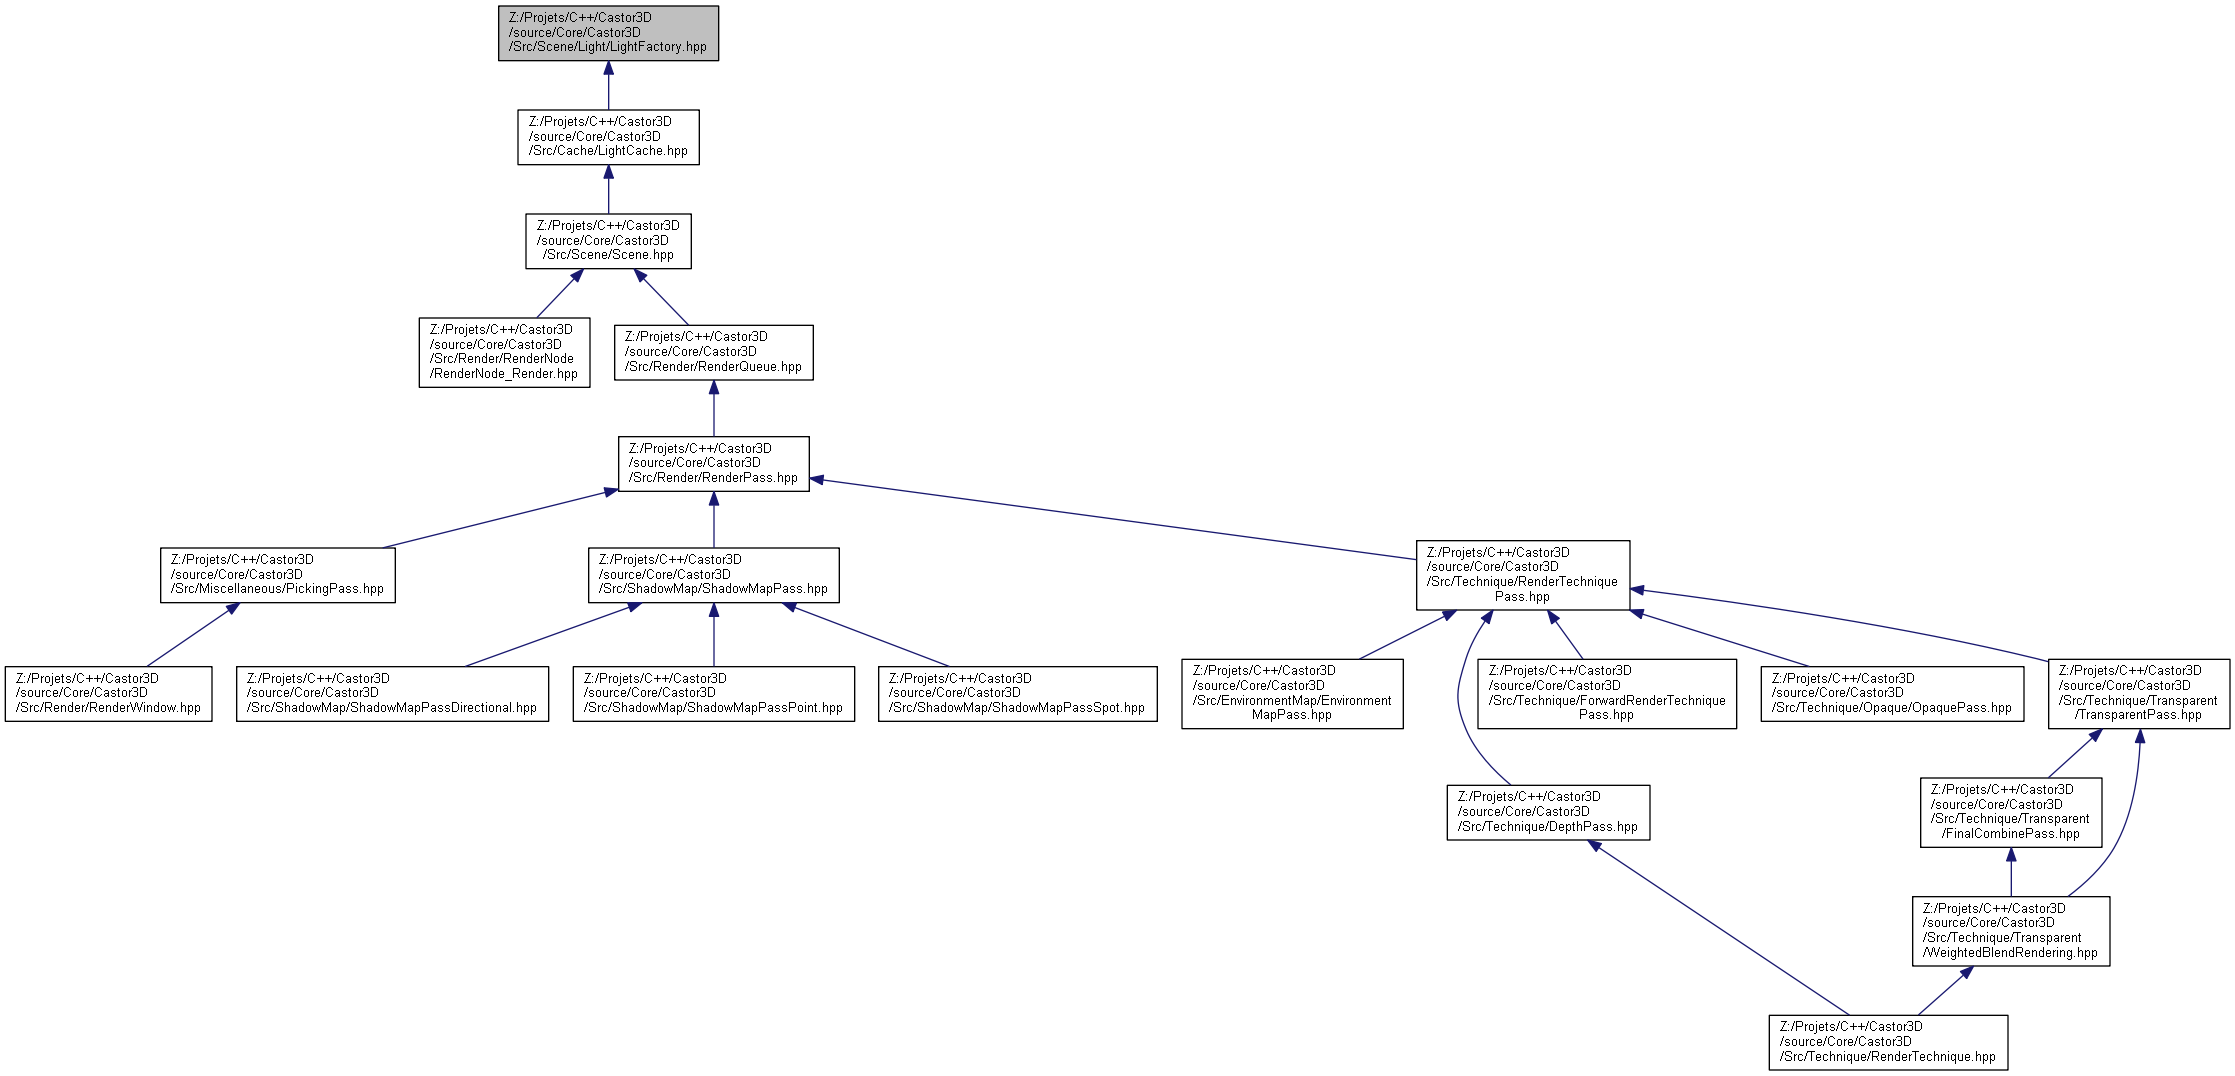 Z:/Projets/C++/Castor3D
/source/Core/Castor3D
/Src/Scene/Light/LightFactory.hpp
Z:/Projets/C++/Castor3D
/source/Core/Castor3D
/Src/Cache/LightCache.hpp
Z:/Projets/C++/Castor3D
/source/Core/Castor3D
/Src/Scene/Scene.hpp
Z:/Projets/C++/Castor3D
/source/Core/Castor3D
/Src/Render/RenderNode
/RenderNode_Render.hpp
Z:/Projets/C++/Castor3D
/source/Core/Castor3D
/Src/Render/RenderQueue.hpp
Z:/Projets/C++/Castor3D
/source/Core/Castor3D
/Src/Render/RenderPass.hpp
Z:/Projets/C++/Castor3D
/source/Core/Castor3D
/Src/Miscellaneous/PickingPass.hpp
Z:/Projets/C++/Castor3D
/source/Core/Castor3D
/Src/ShadowMap/ShadowMapPass.hpp
Z:/Projets/C++/Castor3D
/source/Core/Castor3D
/Src/Technique/RenderTechnique
Pass.hpp
Z:/Projets/C++/Castor3D
/source/Core/Castor3D
/Src/Render/RenderWindow.hpp
Z:/Projets/C++/Castor3D
/source/Core/Castor3D
/Src/ShadowMap/ShadowMapPassDirectional.hpp
Z:/Projets/C++/Castor3D
/source/Core/Castor3D
/Src/ShadowMap/ShadowMapPassPoint.hpp
Z:/Projets/C++/Castor3D
/source/Core/Castor3D
/Src/ShadowMap/ShadowMapPassSpot.hpp
Z:/Projets/C++/Castor3D
/source/Core/Castor3D
/Src/EnvironmentMap/Environment
MapPass.hpp
Z:/Projets/C++/Castor3D
/source/Core/Castor3D
/Src/Technique/ForwardRenderTechnique
Pass.hpp
Z:/Projets/C++/Castor3D
/source/Core/Castor3D
/Src/Technique/Opaque/OpaquePass.hpp
Z:/Projets/C++/Castor3D
/source/Core/Castor3D
/Src/Technique/Transparent
/TransparentPass.hpp
Z:/Projets/C++/Castor3D
/source/Core/Castor3D
/Src/Technique/DepthPass.hpp
Z:/Projets/C++/Castor3D
/source/Core/Castor3D
/Src/Technique/Transparent
/FinalCombinePass.hpp
Z:/Projets/C++/Castor3D
/source/Core/Castor3D
/Src/Technique/Transparent
/WeightedBlendRendering.hpp
Z:/Projets/C++/Castor3D
/source/Core/Castor3D
/Src/Technique/RenderTechnique.hpp